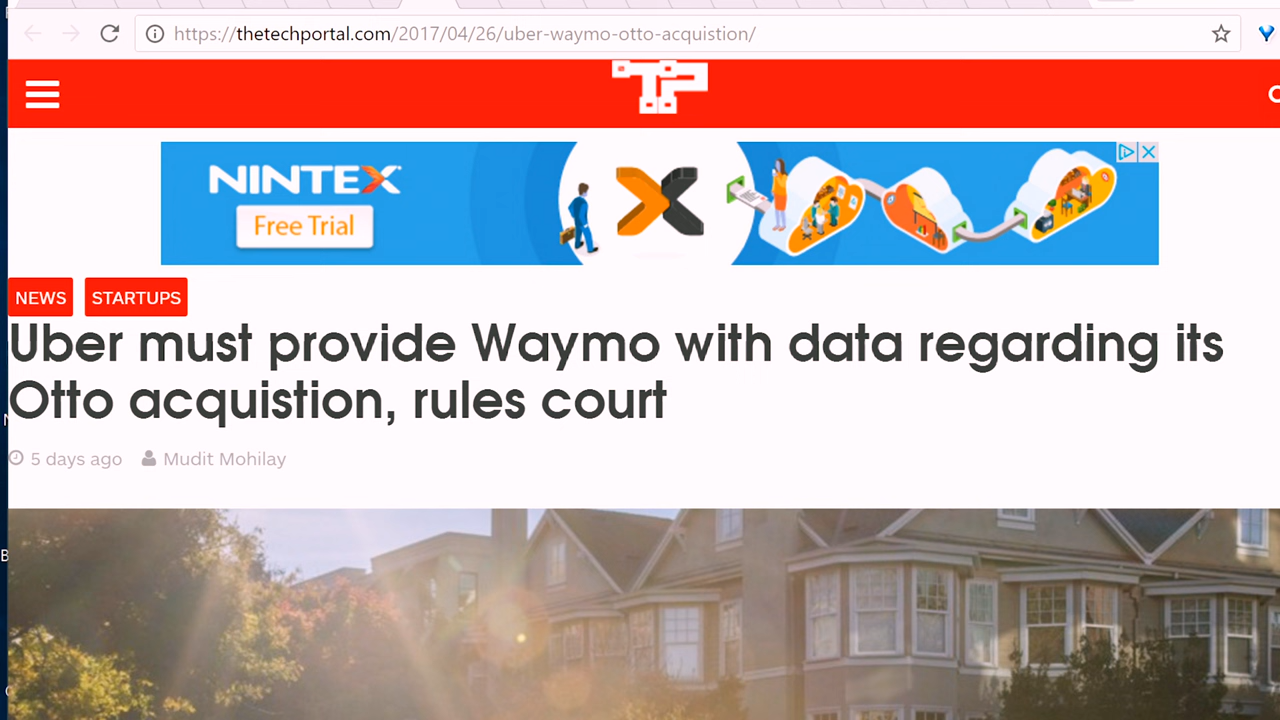 https://thetechportal.com/2017/04/26/uber-waymo-otto-acquistion/
TP
NINTEX
Free Trial
NEWS STARTUPS
Uber must provide Waymo with data regarding its
Otto acquistion, rules court
5 days ago Mudit Mohilay